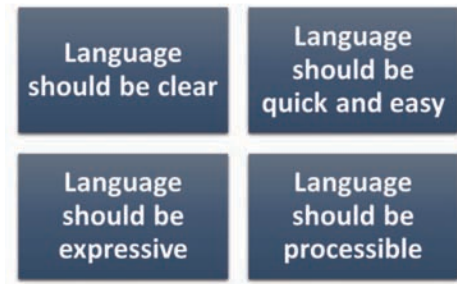 Language
should be clear
Language
should be
quick and easy
Language
should be
expressive
Language
should be
processible